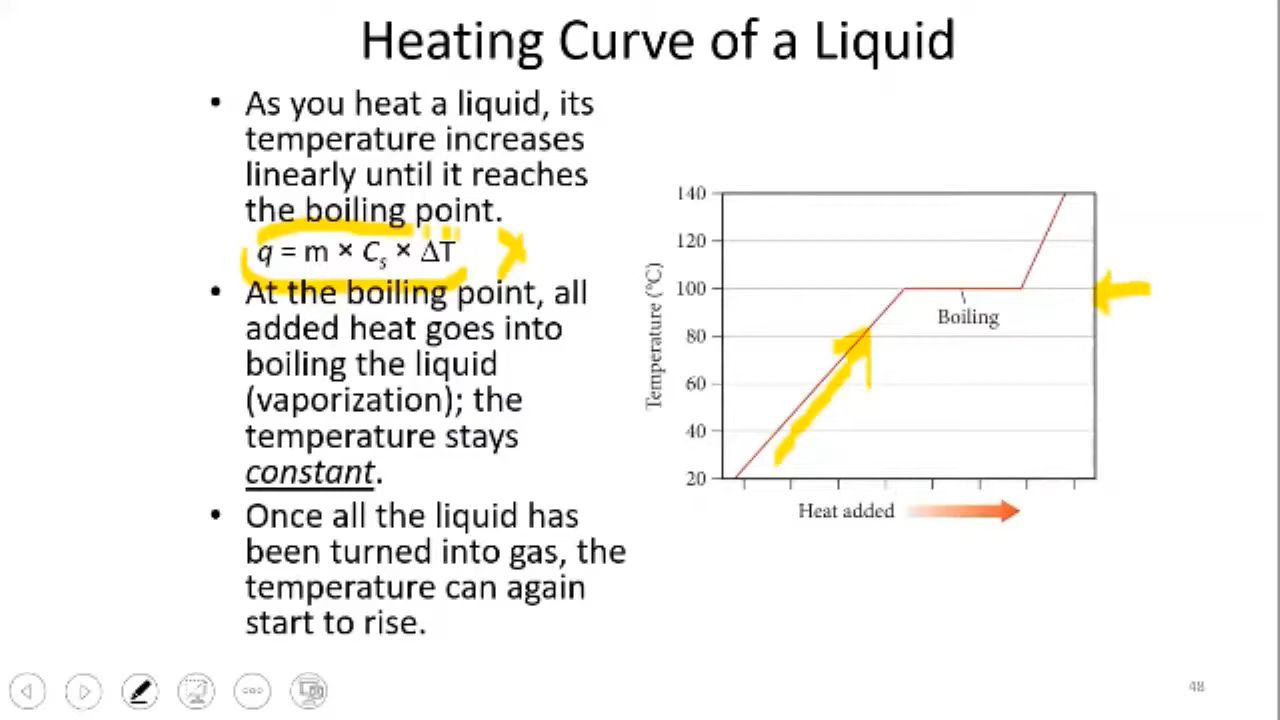 Heating Curve of a Liquid
• As you heat a liquid, its
temperature increases
linearly until it reaches
the boiling point.
q = m × Cs × ΔT
• At the boiling point, all
added heat goes into
boiling the liquid
(vaporization); the
temperature stays
constant.
• Once all the liquid has
been turned into gas, the
temperature can again
start to rise.
Temperature (°C)
140
120
100
80
60
40
20
Boiling
Heat added
48